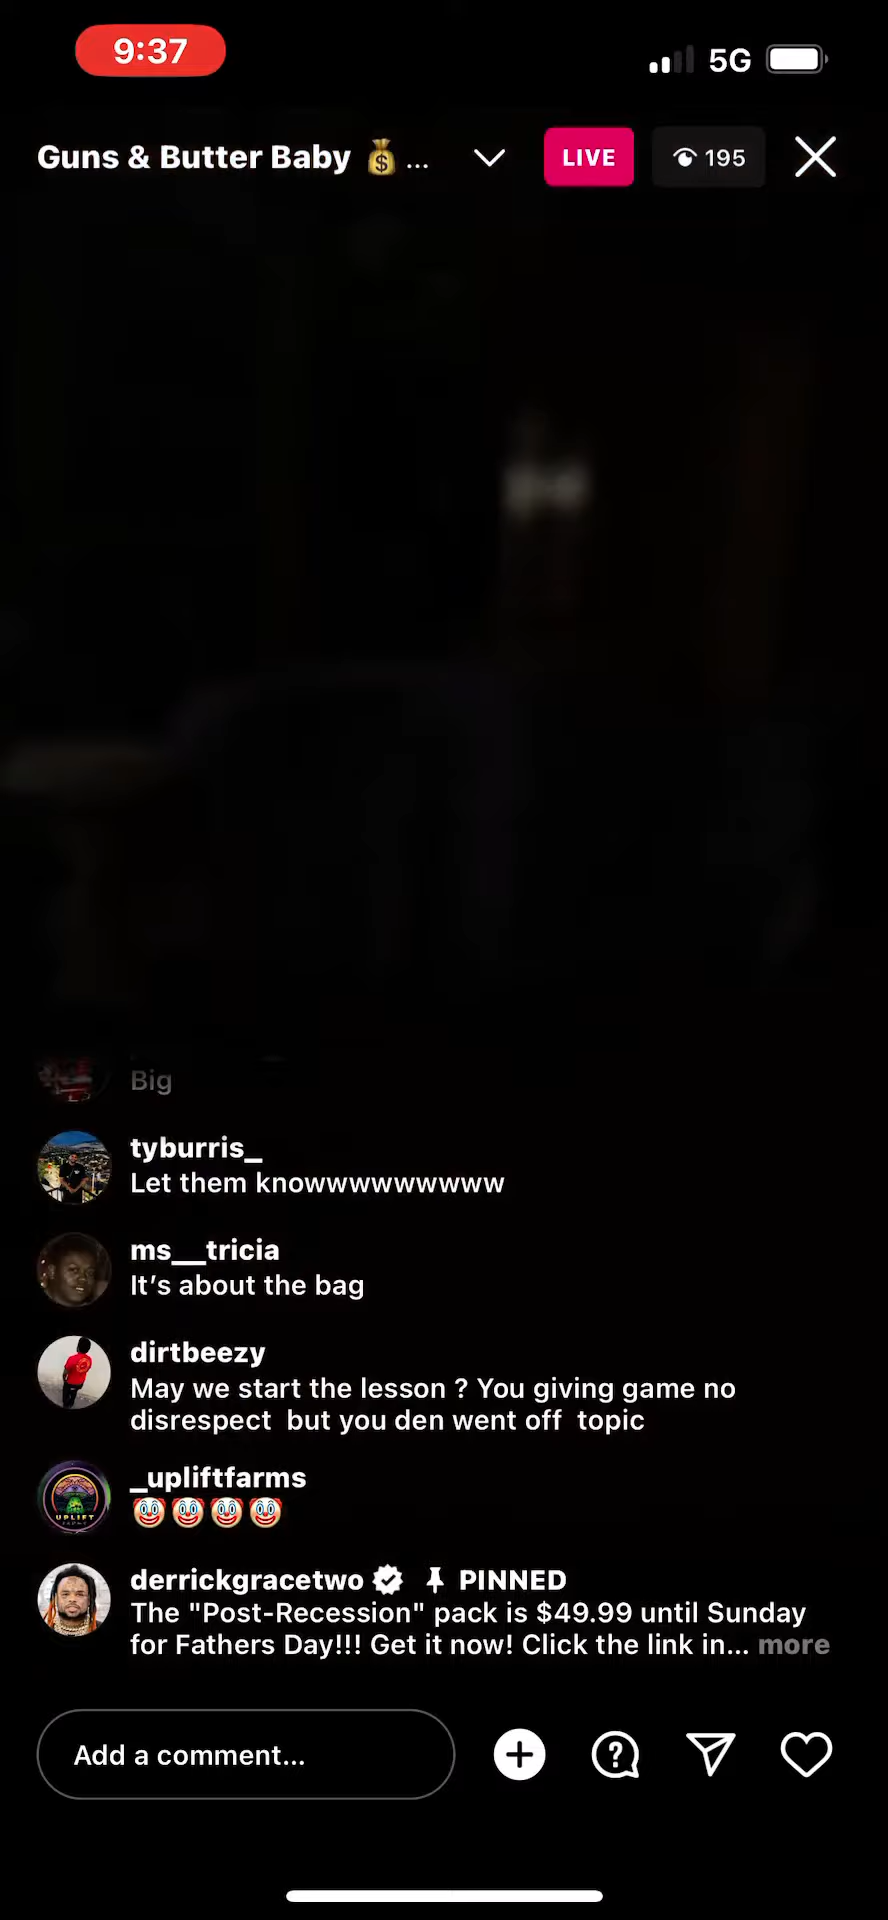 9:37
5G
Guns & Butter Baby 💰...
LIVE
195
Big
tyburris_
Let them knowwwwwwwww
ms__tricia
It's about the bag
dirtbeezy
May we start the lesson ? You giving game no
disrespect but you den went off topic
_upliftfarms
🤡🤡🤡🤡
UPLIFT
derrickgracetwo PINNED
The "Post-Recession" pack is $49.99 until Sunday
for Fathers Day!!! Get it now! Click the link in... more
Add a comment...